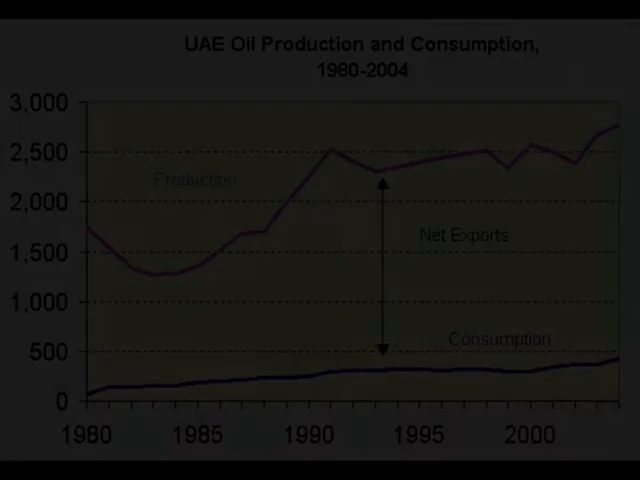 UAE Oil Production and Consumption,
1980-2004
3,000
2,500
Production
2,000
Net Exports
1,500
1.000
Consumption
500
0
1980 1985 1990 1995 2000